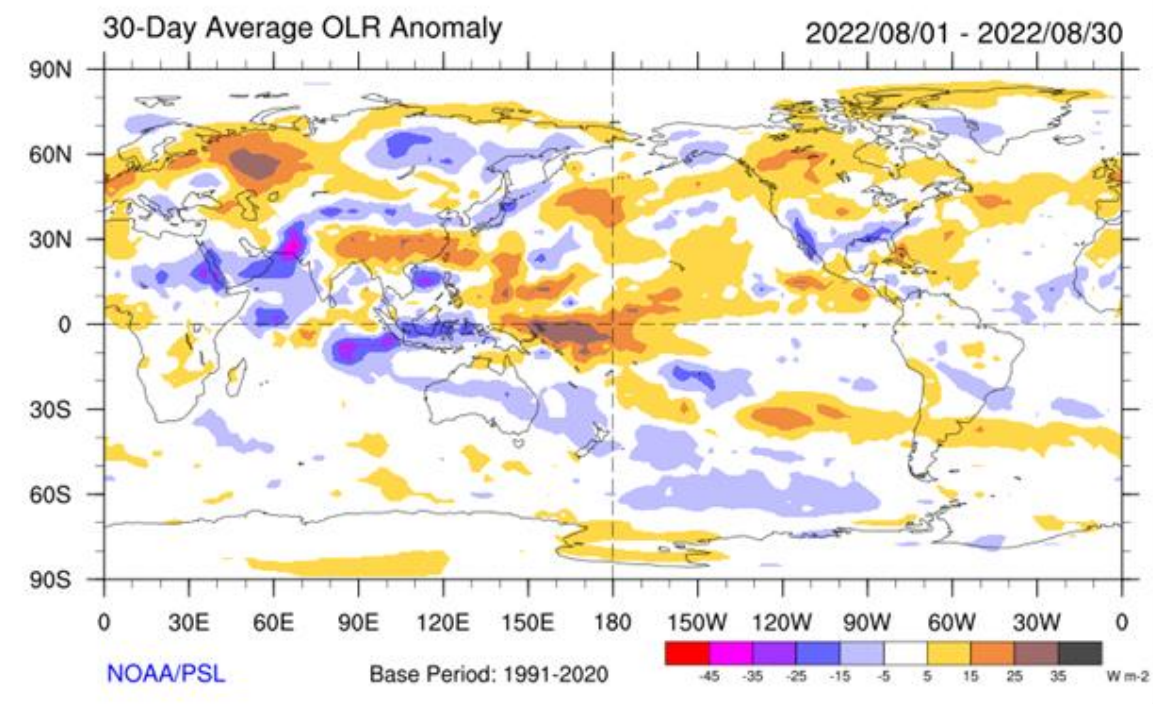 30-Day Average OLR Anomaly 2022/08/01 - 2022/08/30
90N
60N
30N
0
30S
60S
90S
0 30E 60E 90E 120E 150E 180 150W 120W 90W 60W 30W 0
NOAA/PSL Base Period: 1991-2020
-45 -35 -25 -15 -5 5 15 25 35 W m-2